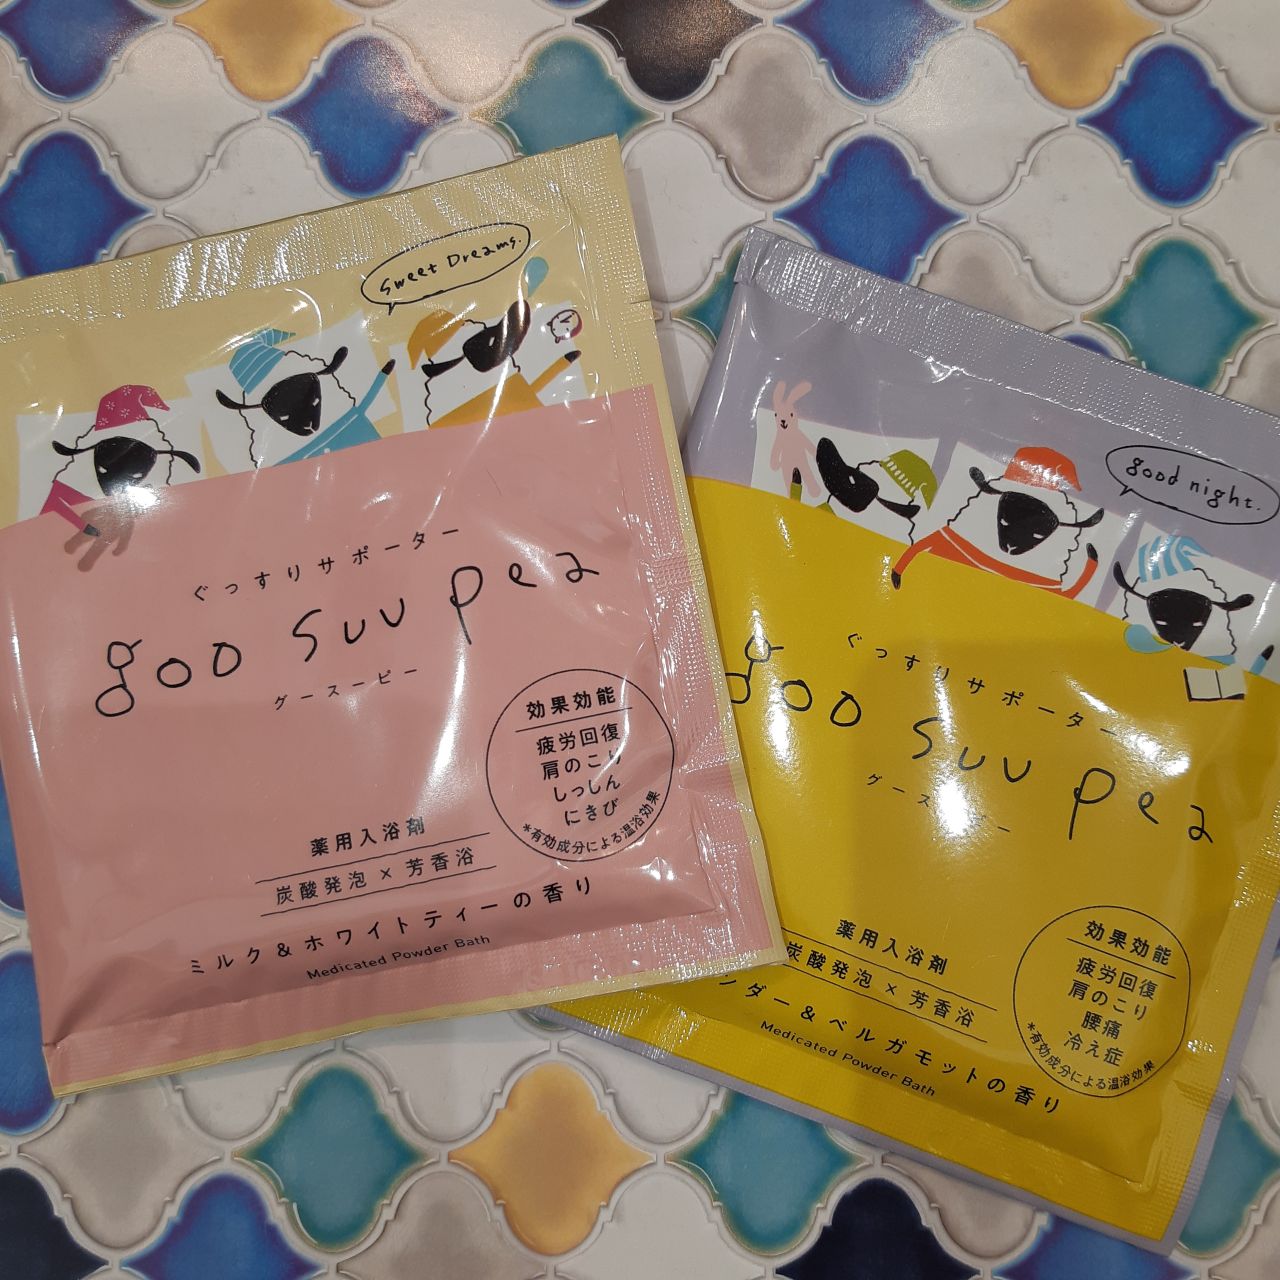 Sweet Dreams.
ぐっすりサポーター
goo suu pea
グースーピー
効果効能
疲労回復
肩のこり
しっしん
にきび
*有効成分による温浴効果
薬用入浴剤
炭酸発泡×芳香浴
ミルク&ホワイトティーの香り
Medicated Powder Bath
good night.
ぐっすりサポーター
goo suu pea
グースーピー
薬用入浴剤
炭酸発泡×芳香浴
ンダー&ベルガモットの香り
Medicated Powder Bath
効果効能
疲労回復
肩のこり
腰痛
冷え症
*有効成分による温浴効果